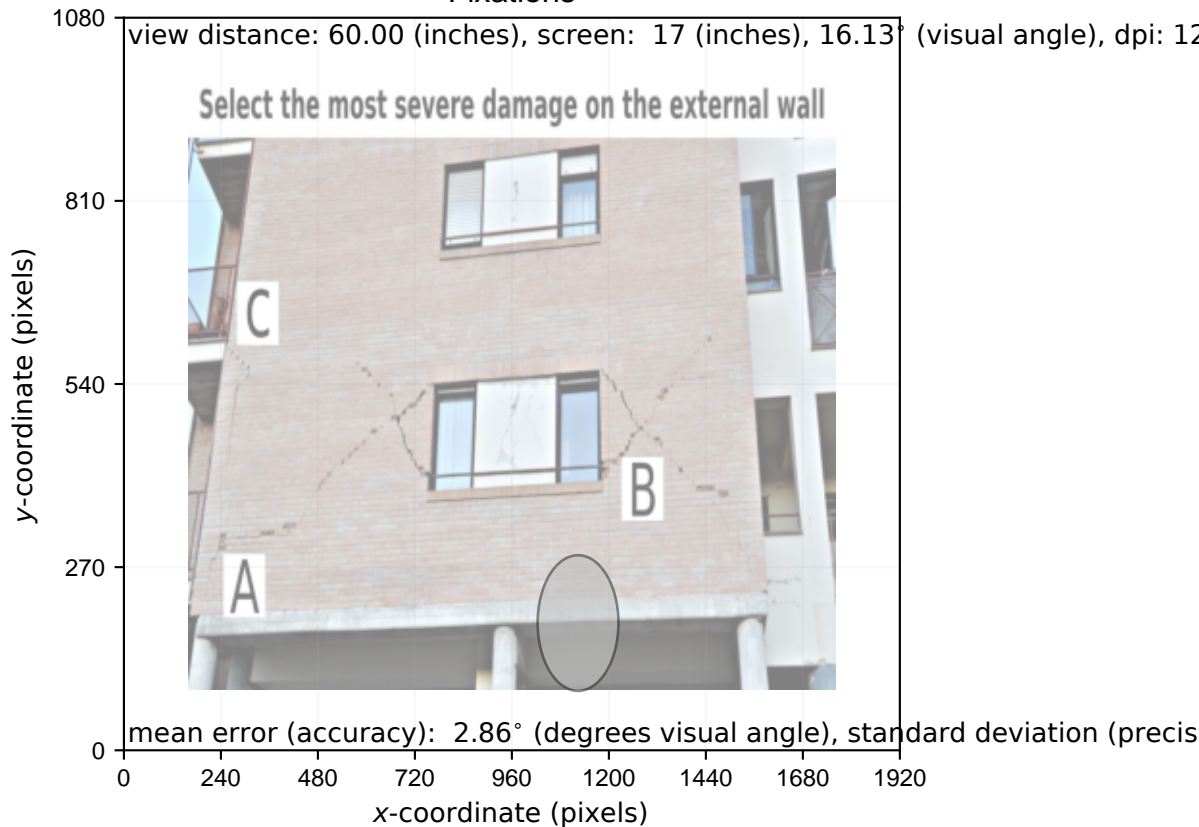 1080
view distance: 60.00 (inches), screen: 17 (inches), 16.13° (visual angle), dpi: 12
Select the most severe damage on the external wall
810
C
y-coordinate (pixels)
540
B
270
A
mean error (accuracy): 2.86° (degrees visual angle), standard deviation (precis
0
0 240 480 720 960 1200 1440 1680 1920
x-coordinate (pixels)